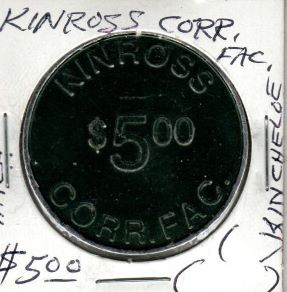 KINROSS CORR.
FAC.
KINROSS
$5.00
CORR. FAC.
KINCHELOE
$5.00